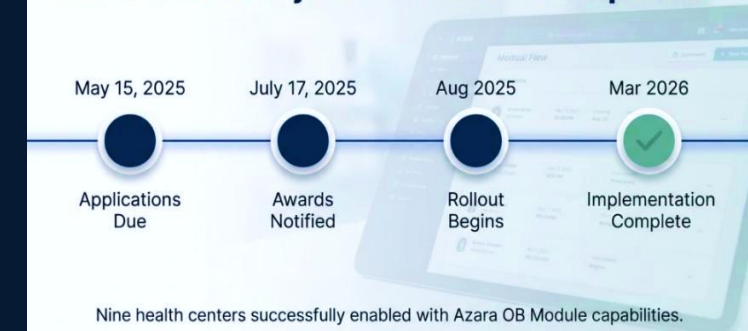 May 15, 2025
July 17, 2025
Aug 2025
Mar 2026
Applications
Due
Awards
Notified
Rollout
Begins
Implementation
Complete
Nine health centers successfully enabled with Azara OB Module capabilities.